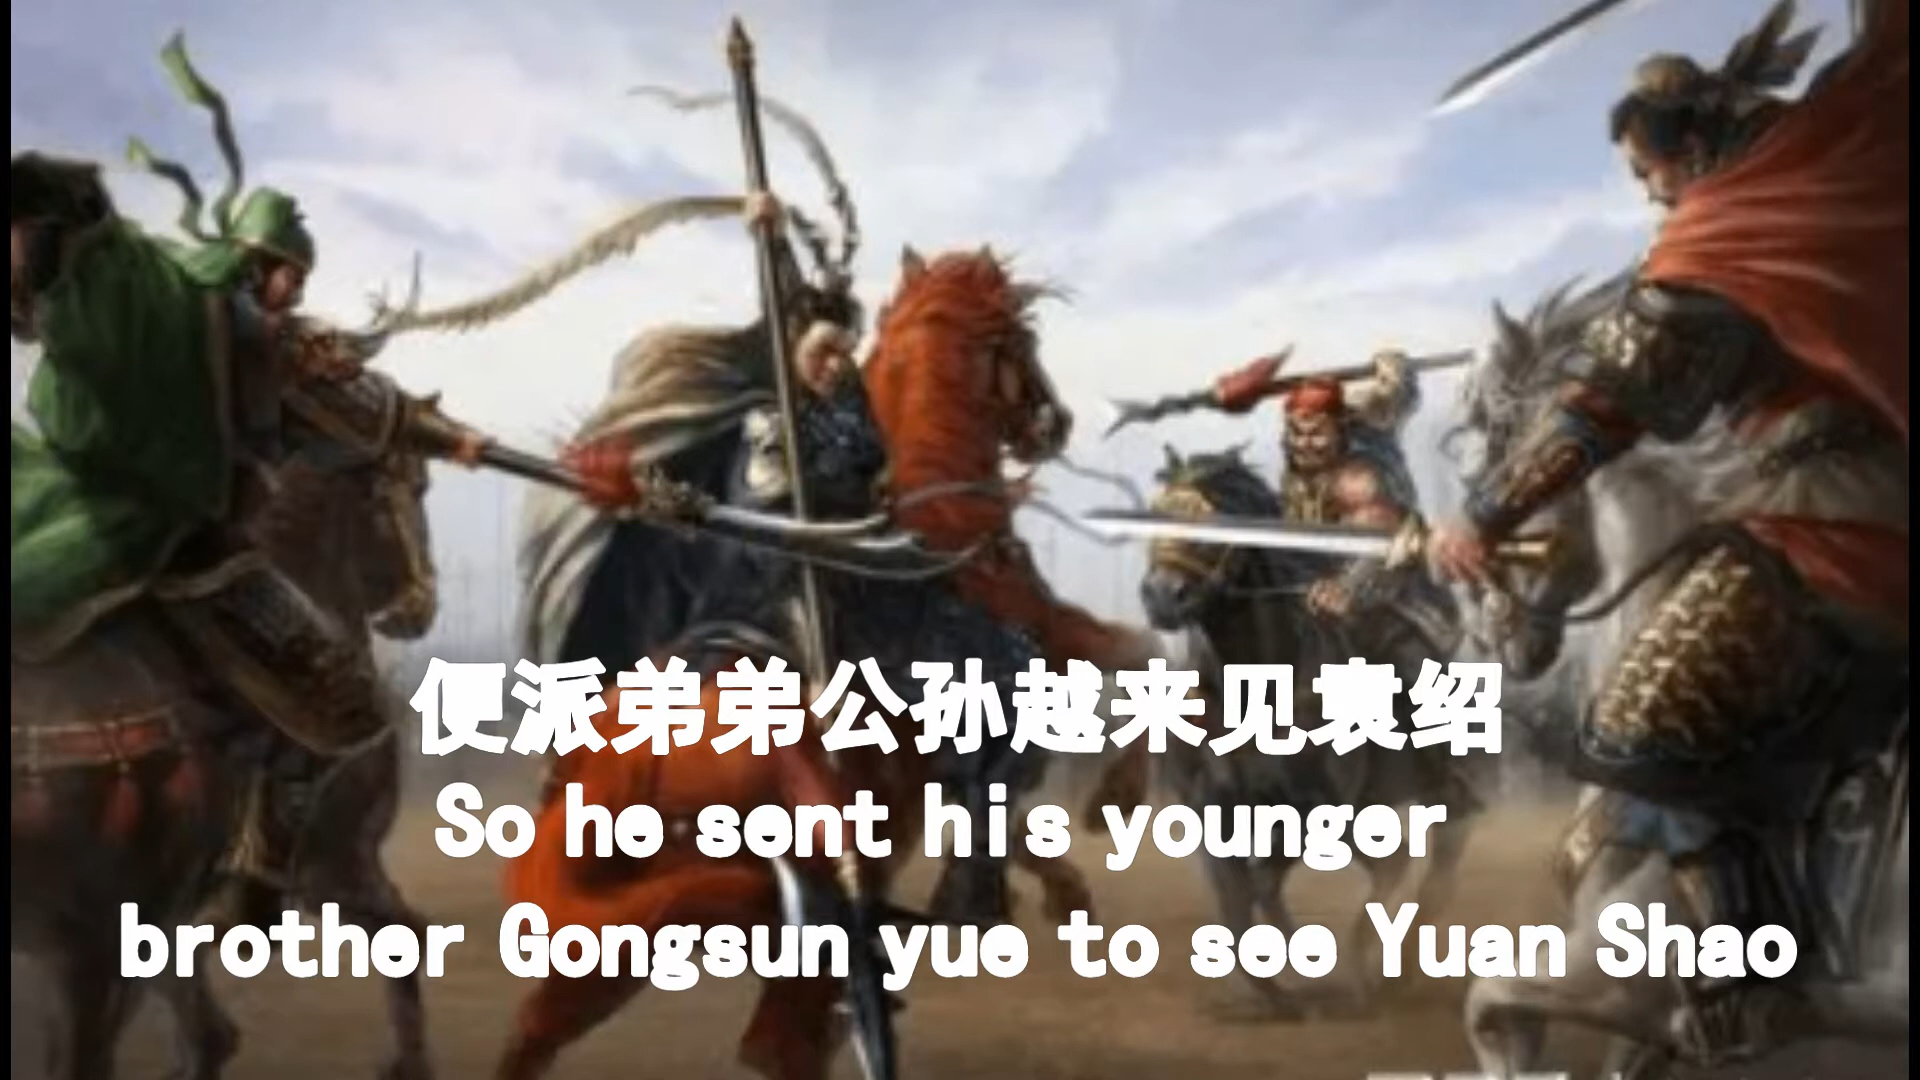 便派弟弟公孙越来见袁绍
So he sent his younger
brother Gongsun yue to see Yuan Shao